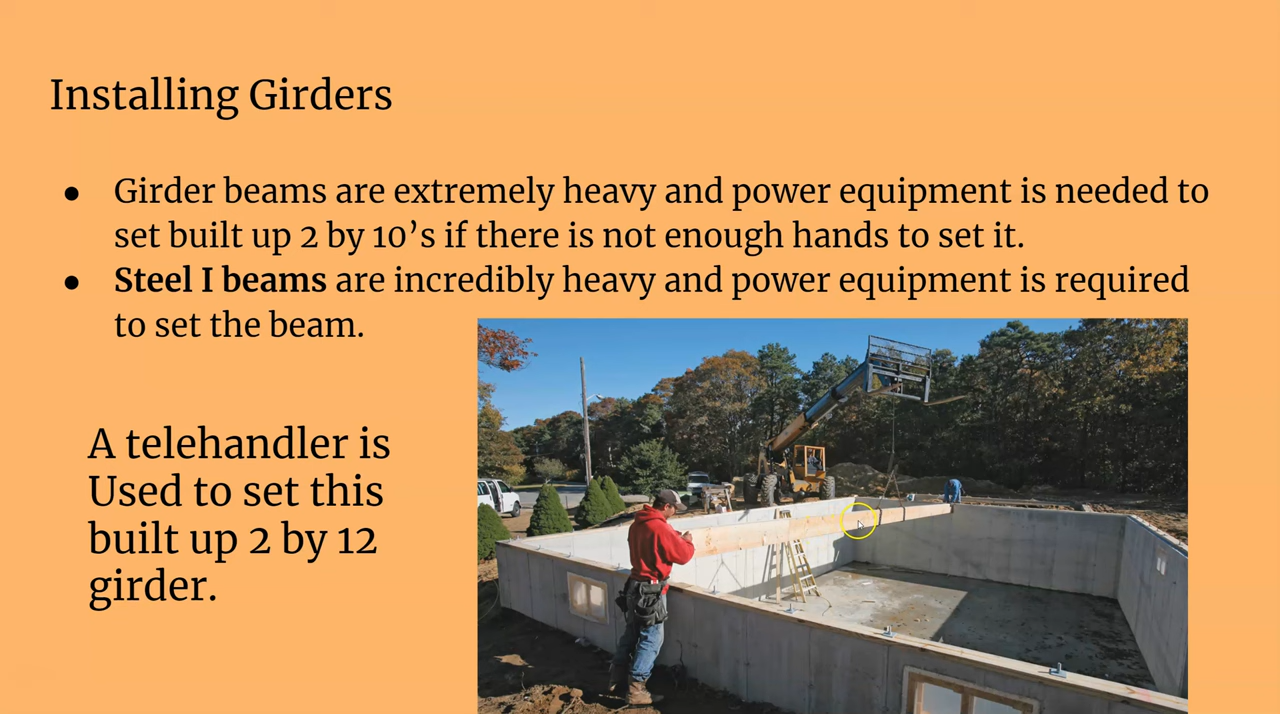 Installing Girders
● Girder beams are extremely heavy and power equipment is needed to
set built up 2 by 10’s if there is not enough hands to set it.
● Steel I beams are incredibly heavy and power equipment is required
to set the beam.
A telehandler is
Used to set this
built up 2 by 12
girder.